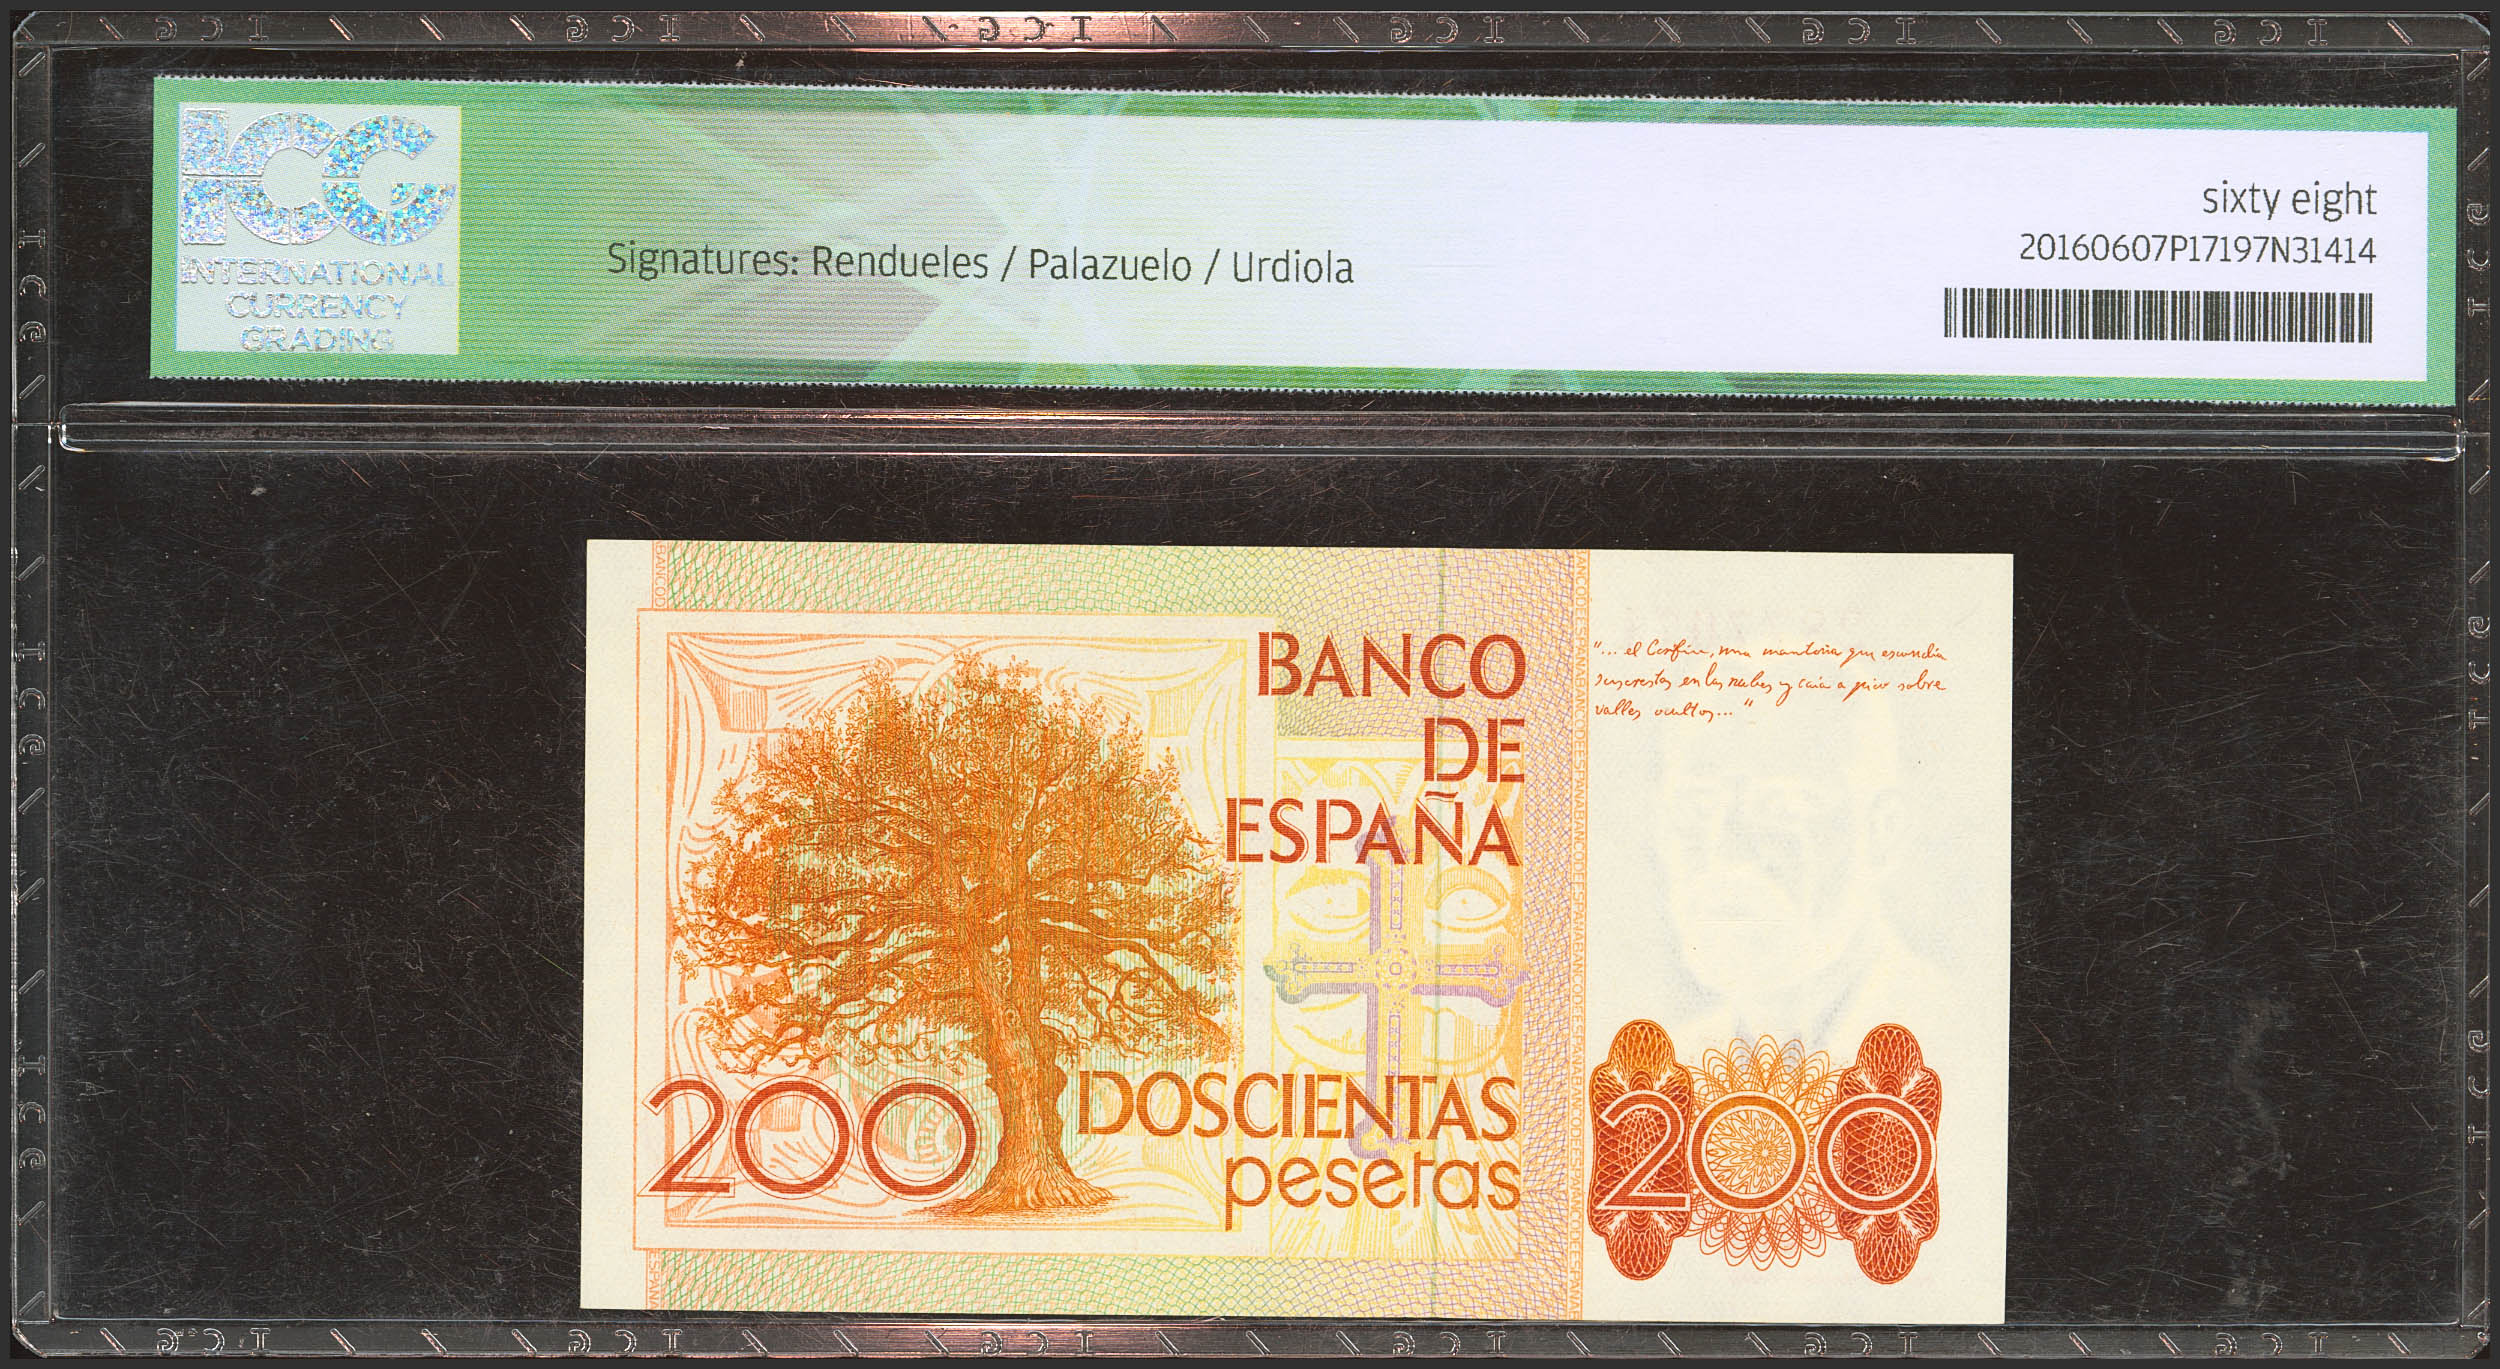 ICG
INTERNATIONAL
CURRENCY
GRADING
Signatures: Rendueles / Palazuelo / Urdiola
sixty eight
20160607P17197N31414
BANCO
DE
ESPAÑA
"... el Corfin, una montaña que escondía
sus crestas en las nubes y caía a pico sobre
valles ocultos... "
200
DOSCIENTAS
pesetas
200